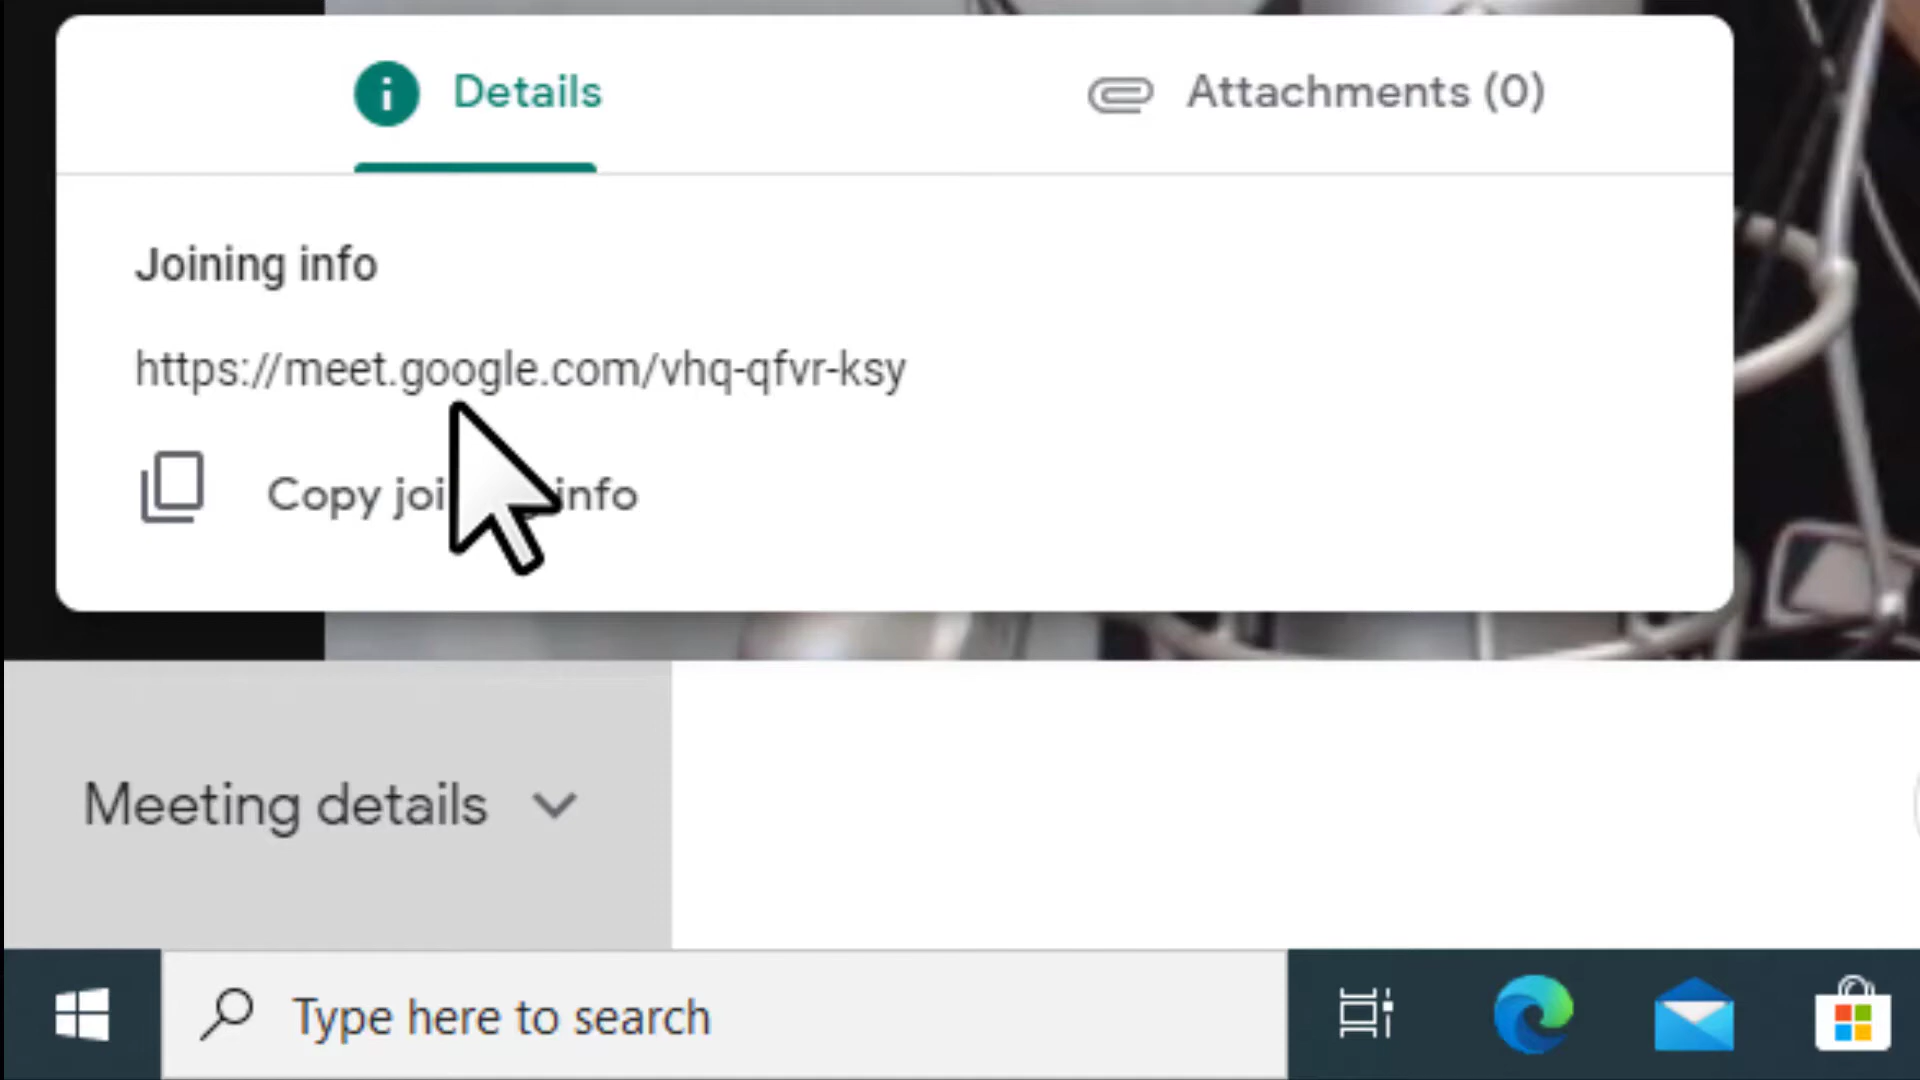 Details
Attachments (0)
Joining info
https://meet.google.com/vhq-qfvr-ksy
Copy joi info
Meeting details
Type here to search